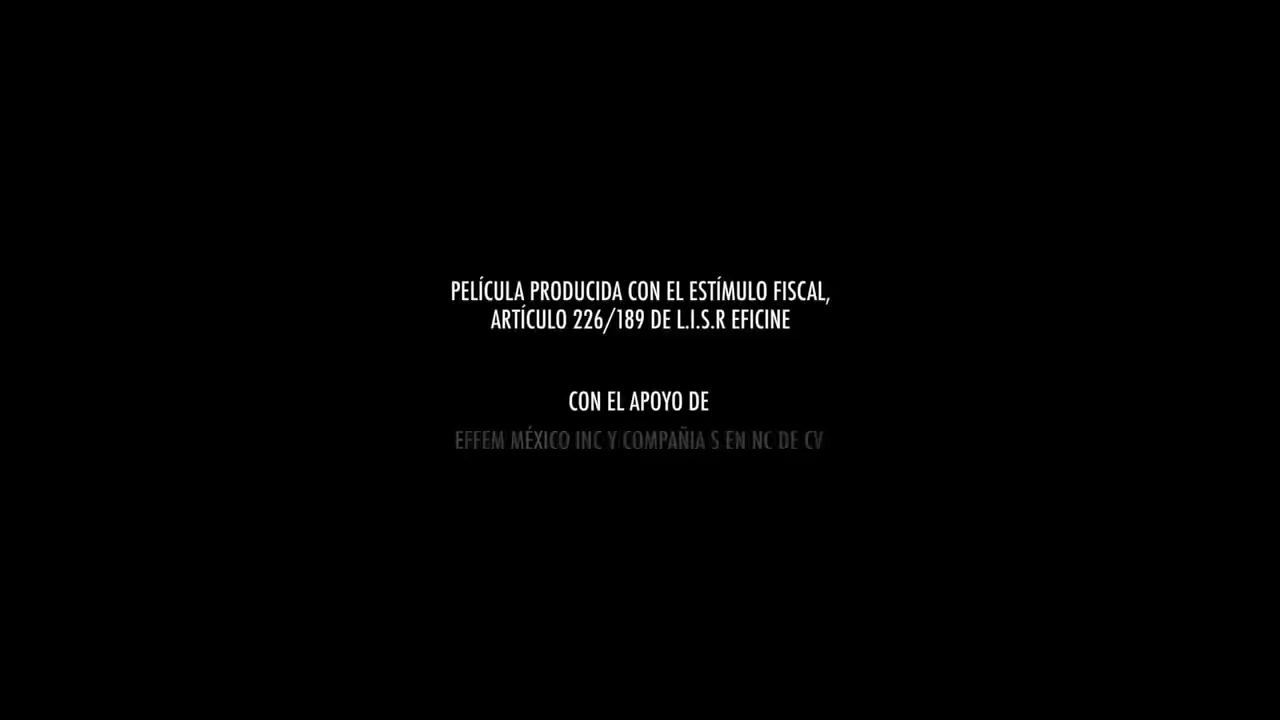 PELÍCULA PRODUCIDA CON EL ESTÍMULO FISCAL,
ARTÍCULO 226/189 DE L.I.S.R EFICINE
CON EL APOYO DE
EFFEM MÉXICO INC Y COMPAÑIA S EN NC DE CV